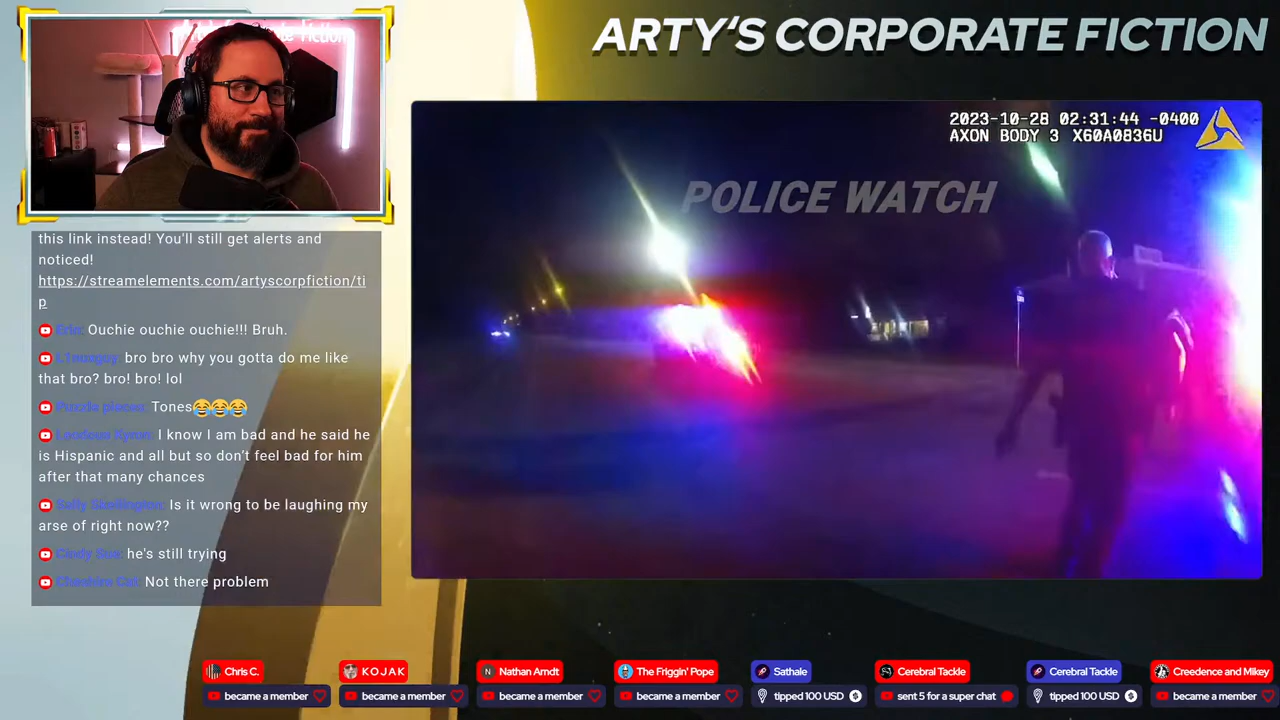 ARTY'S CORPORATE FICTION
2023-10-28 02:31:44 -0400
AXON BODY 3 X60A0836U
POLICE WATCH
this link instead! You'll still get alerts and
noticed!
https://streamelements.com/artyscorpfiction/ti
p
Ouchie ouchie ouchie!!! Bruh.
bro bro why you gotta do me like
that bro? bro! bro! lol
Tones😂😂😂
I know I am bad and he said he
is Hispanic and all but so don't feel bad for him
after that many chances
Is it wrong to be laughing my
arse of right now??
he's still trying
Not there problem
Chris C.
became a member
KOJAK
became a member
Nathan Arndt
became a member
The Friggin' Pope
became a member
Sathale
tipped 100 USD
Cerebral Tackle
sent 5 for a super chat
Cerebral Tackle
tipped 100 USD
Creedence and Mikey
became a member